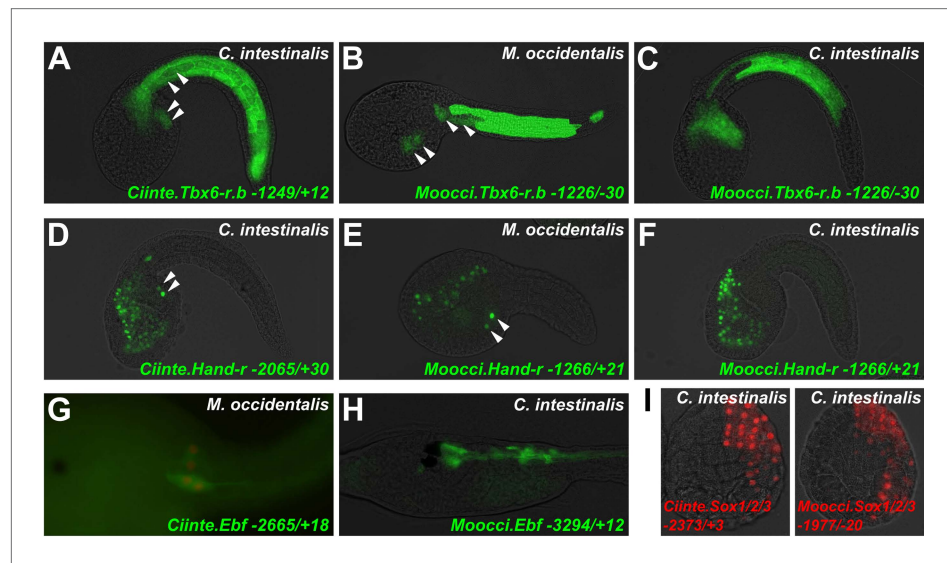 A
C. intestinalis
Ciinte.Tbx6-r.b -1249/+12
B
M. occidentalis
Moocci.Tbx6-r.b -1226/-30
C
C. intestinalis
Moocci.Tbx6-r.b -1226/-30
D
C. intestinalis
Ciinte.Hand-r -2065/+30
E
M. occidentalis
Moocci.Hand-r -1266/+21
F
C. intestinalis
Moocci.Hand-r -1266/+21
G
M. occidentalis
Ciinte.Ebf -2665/+18
H
C. intestinalis
Moocci.Ebf -3294/+12
I
C. intestinalis
Ciinte.Sox1/2/3
-2373/+3
C. intestinalis
Moocci.Sox1/2/3
-1977/-20